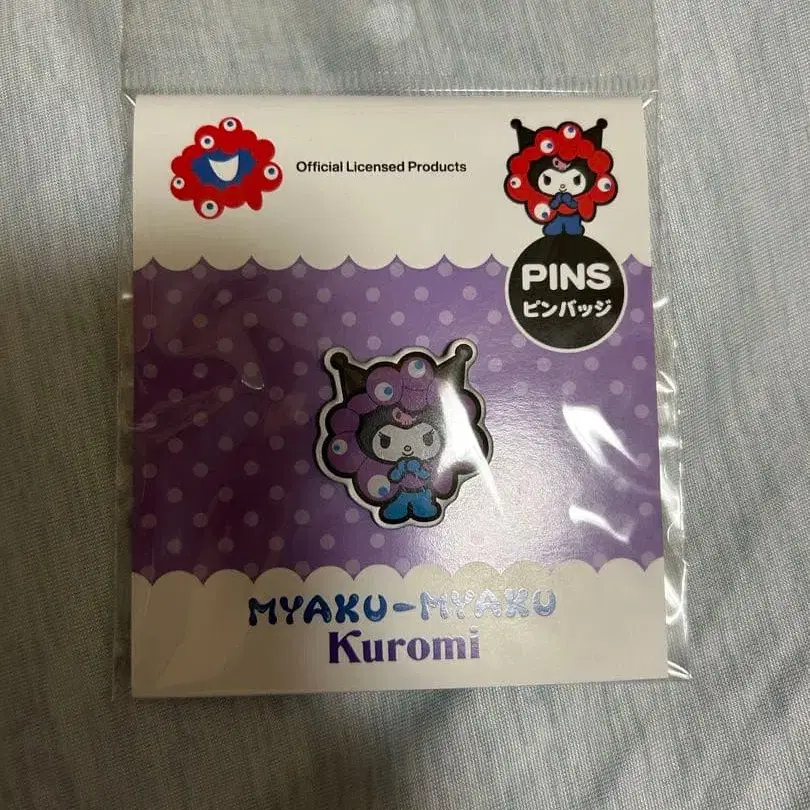 Official Licensed Products
PINS
ピンバッジ
MYAKU-MYAKU
Kuromi